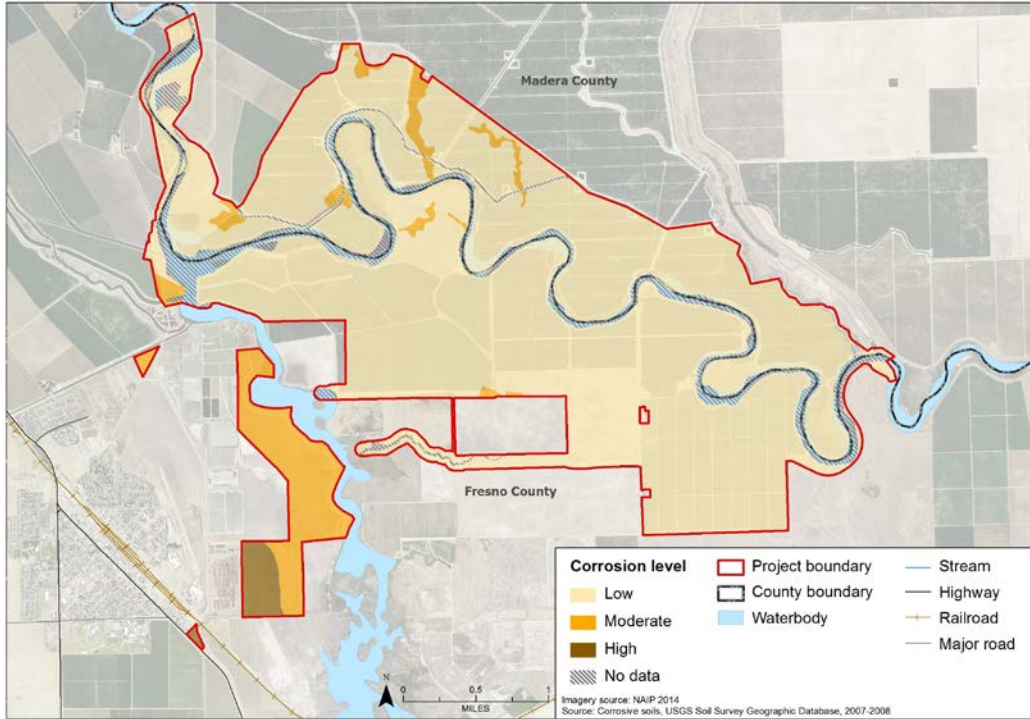 Madera County
Fresno County
Corrosion level
Low
Moderate
High
No data
Project boundary
County boundary
Waterbody
Stream
Highway
Railroad
Major road
N
0 0.5 1
MILES
Imagery source: NAIP 2014
Source: Corrosive soils, USGS Soil Survey Geographic Database, 2007-2008